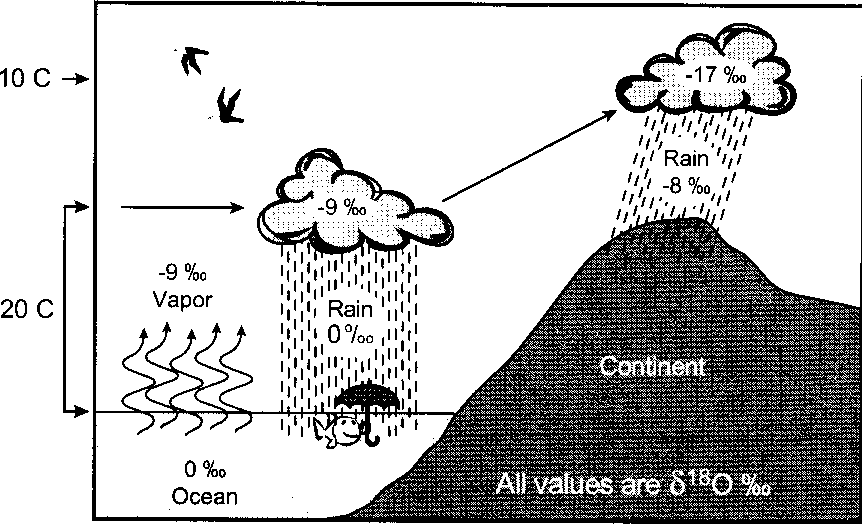 10 C
-17 ‰
Rain
-8 ‰
-9 ‰
-9 ‰
Vapor
20 C
Rain
0 ‰
Continent
0 ‰
Ocean
All values are δ¹⁸O ‰